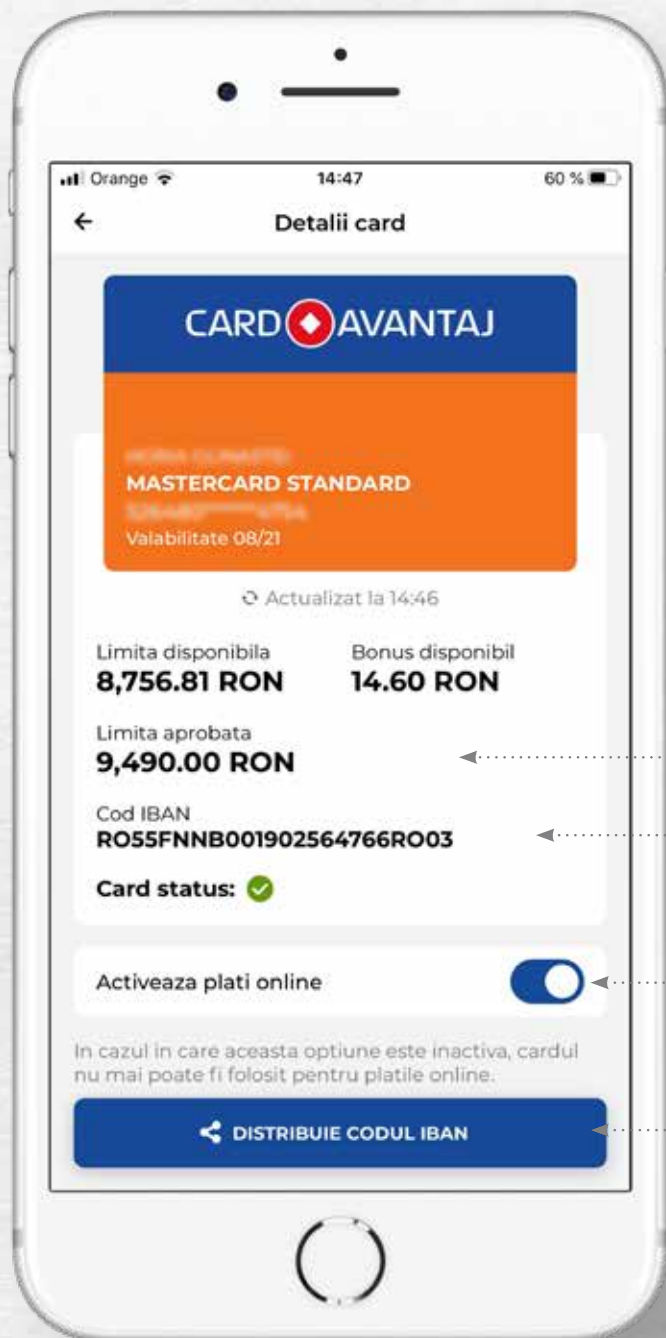 Orange 14:47 60 %
Detalii card
CARD AVANTAJ
MASTERCARD STANDARD
Valabilitate 08/21
Actualizat la 14:46
Limita disponibila Bonus disponibil
8,756.81 RON 14.60 RON
Limita aprobata
9,490.00 RON
Cod IBAN
RO55FNNB001902564766RO03
Card status:
Activeaza plati online
In cazul in care aceasta optiune este inactiva, cardul
nu mai poate fi folosit pentru platile online.
DISTRIBUIE CODUL IBAN